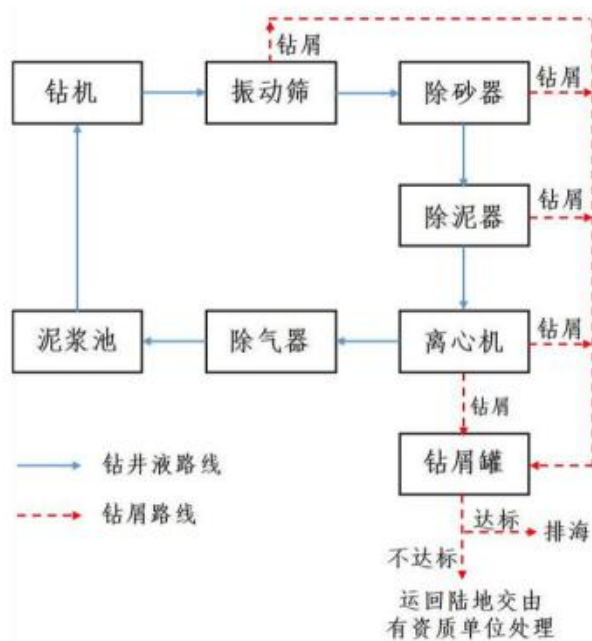 钻屑
钻机
振动筛
除砂器
钻屑
除泥器
钻屑
泥浆池
除气器
离心机
钻屑
钻屑
钻井液路线
钻屑罐
钻屑路线
达标
排海
不达标
运回陆地交由
有资质单位处理